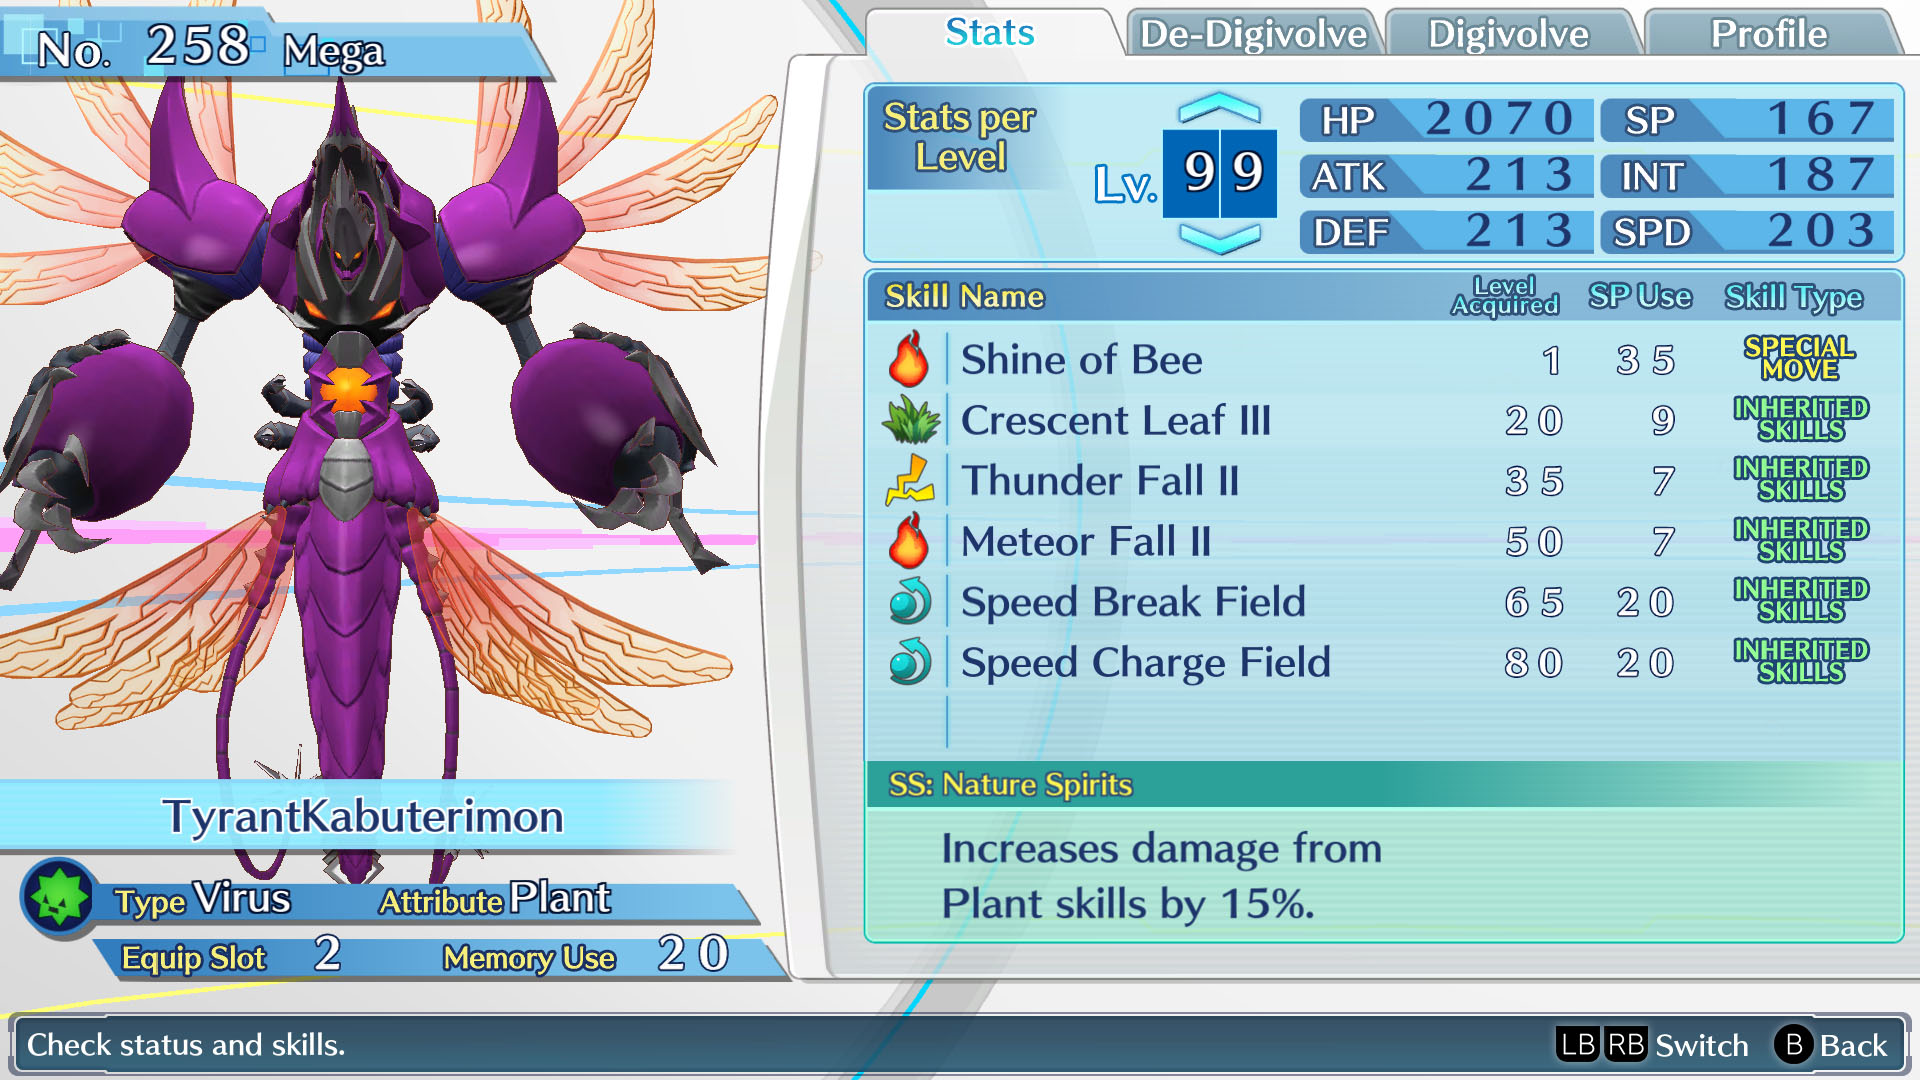 No. 258 Mega
Stats
De-Digivolve
Digivolve
Profile
Stats per
Level
Lv. 99
HP 2070
SP 167
ATK 213
INT 187
DEF 213
SPD 203
Skill Name
Level
Acquired
SP Use
Skill Type
Shine of Bee 1 35 SPECIAL
MOVE
Crescent Leaf III 20 9 INHERITED
SKILLS
Thunder Fall II 35 7 INHERITED
SKILLS
Meteor Fall II 50 7 INHERITED
SKILLS
Speed Break Field 65 20 INHERITED
SKILLS
Speed Charge Field 80 20 INHERITED
SKILLS
SS: Nature Spirits
Increases damage from
Plant skills by 15%.
TyrantKabuterimon
Type Virus Attribute Plant
Equip Slot 2 Memory Use 20
Check status and skills.
LB RB Switch B Back